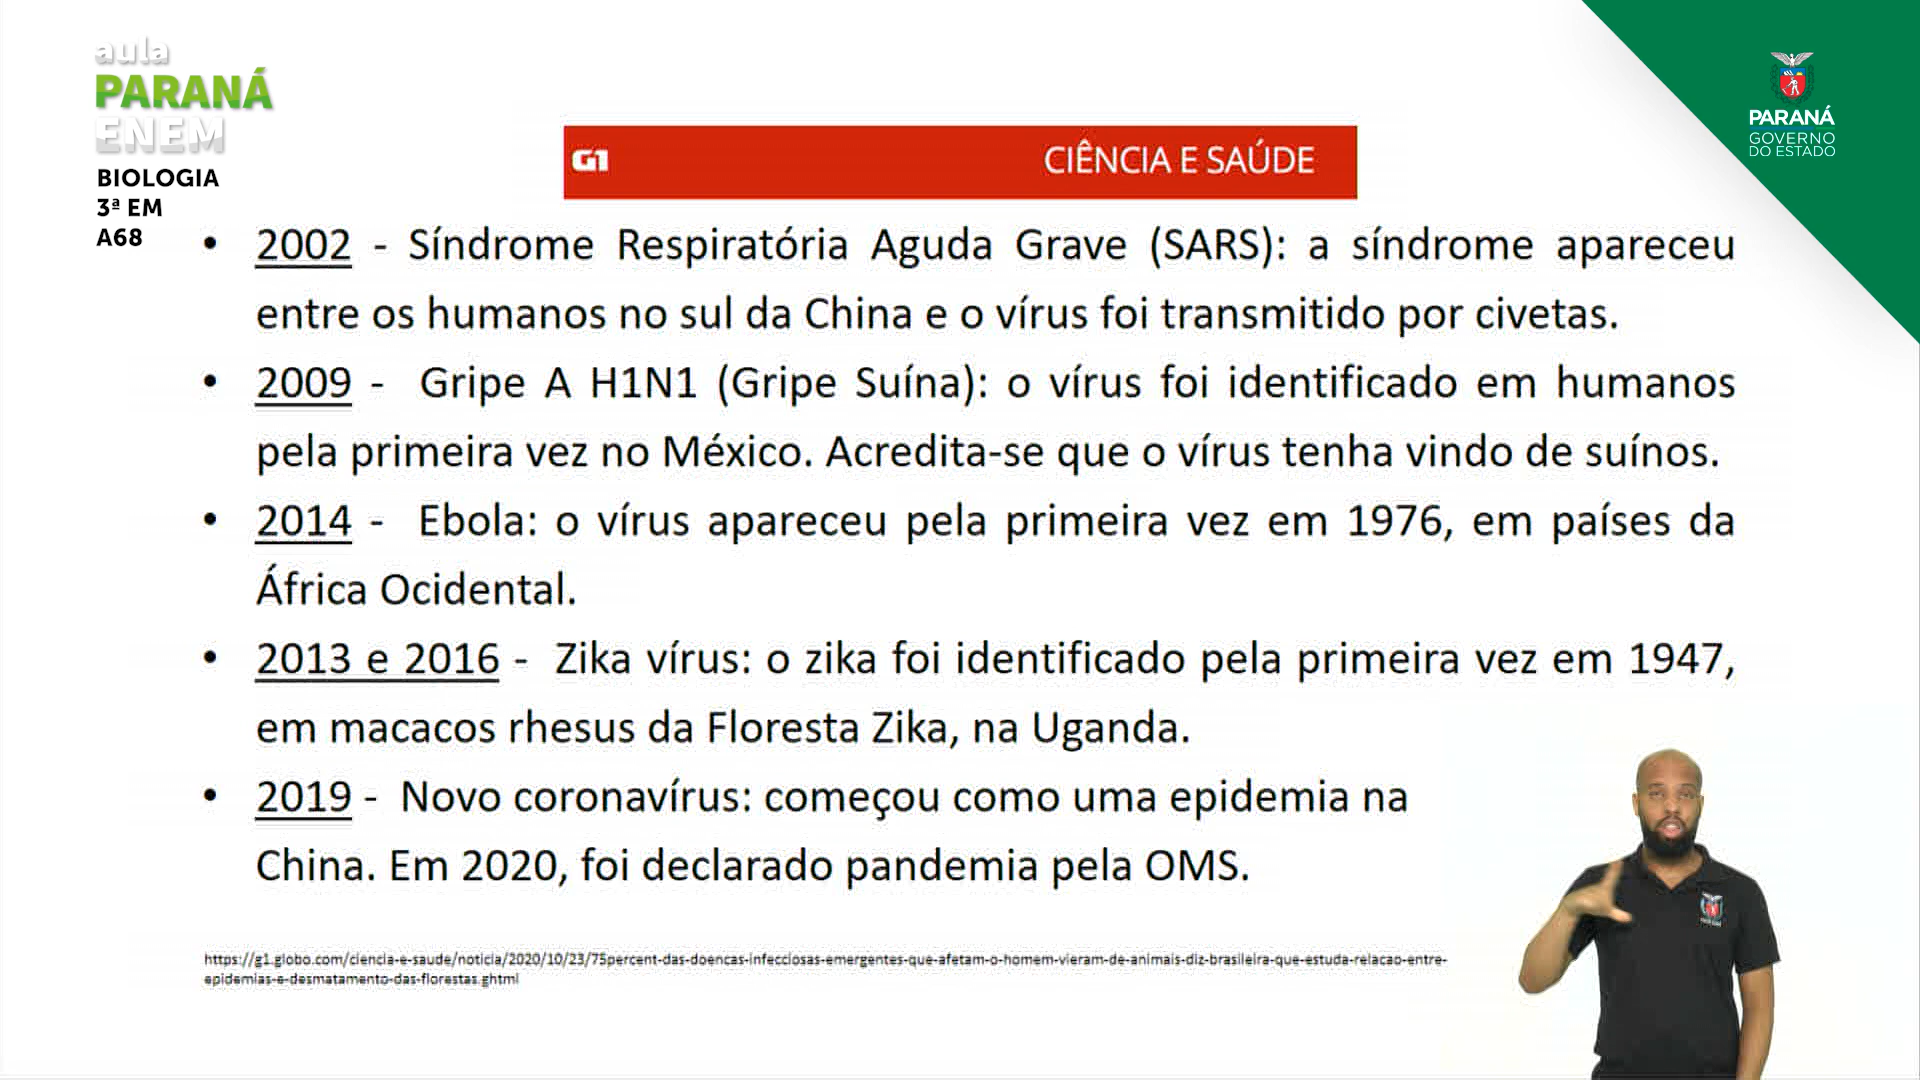 aula
PARANÁ
ENEM
BIOLOGIA
3ª EM
A68
G1
CIÊNCIA E SAÚDE
PARANÁ
GOVERNO
DO ESTADO
• 2002 - Síndrome Respiratória Aguda Grave (SARS): a síndrome apareceu
entre os humanos no sul da China e o vírus foi transmitido por civetas.
• 2009 - Gripe A H1N1 (Gripe Suína): o vírus foi identificado em humanos
pela primeira vez no México. Acredita-se que o vírus tenha vindo de suínos.
• 2014 - Ebola: o vírus apareceu pela primeira vez em 1976, em países da
África Ocidental.
• 2013 e 2016 - Zika vírus: o zika foi identificado pela primeira vez em 1947,
em macacos rhesus da Floresta Zika, na Uganda.
• 2019 - Novo coronavírus: começou como uma epidemia na
China. Em 2020, foi declarado pandemia pela OMS.
https://g1.globo.com/ciencia-e-saude/noticia/2020/10/23/75percent-das-doencas-infecciosas-emergentes-que-afetam-o-homem-vieram-de-animais-diz-brasileira-que-estuda-relacao-entre-
epidemias-e-desmatamento-das-florestas.ghtml